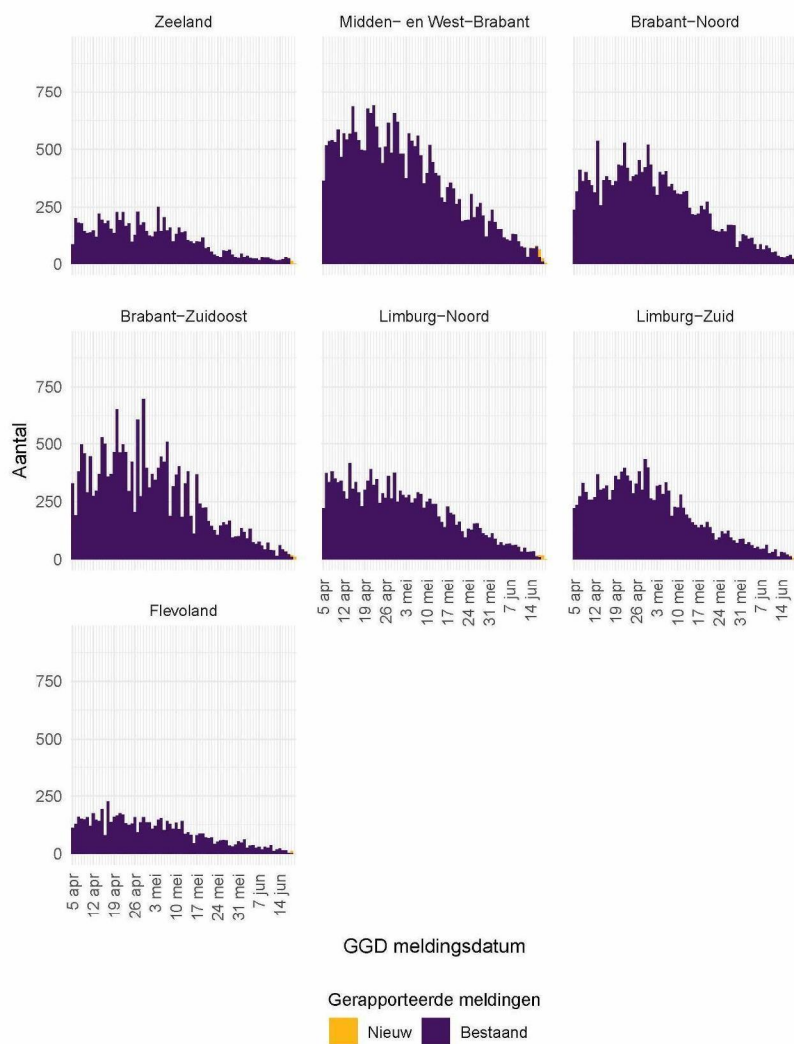 Zeeland
Midden- en West-Brabant
Brabant-Noord
750
500
250
0
Brabant-Zuidoost
Limburg-Noord
Limburg-Zuid
Aantal
750
500
250
0
5 apr
12 apr
19 apr
26 apr
3 mei
10 mei
17 mei
24 mei
31 mei
7 jun
14 jun
5 apr
12 apr
19 apr
26 apr
3 mei
10 mei
17 mei
24 mei
31 mei
7 jun
14 jun
Flevoland
750
500
250
0
5 apr
12 apr
19 apr
26 apr
3 mei
10 mei
17 mei
24 mei
31 mei
7 jun
14 jun
GGD meldingsdatum
Gerapporteerde meldingen
Nieuw
Bestaand